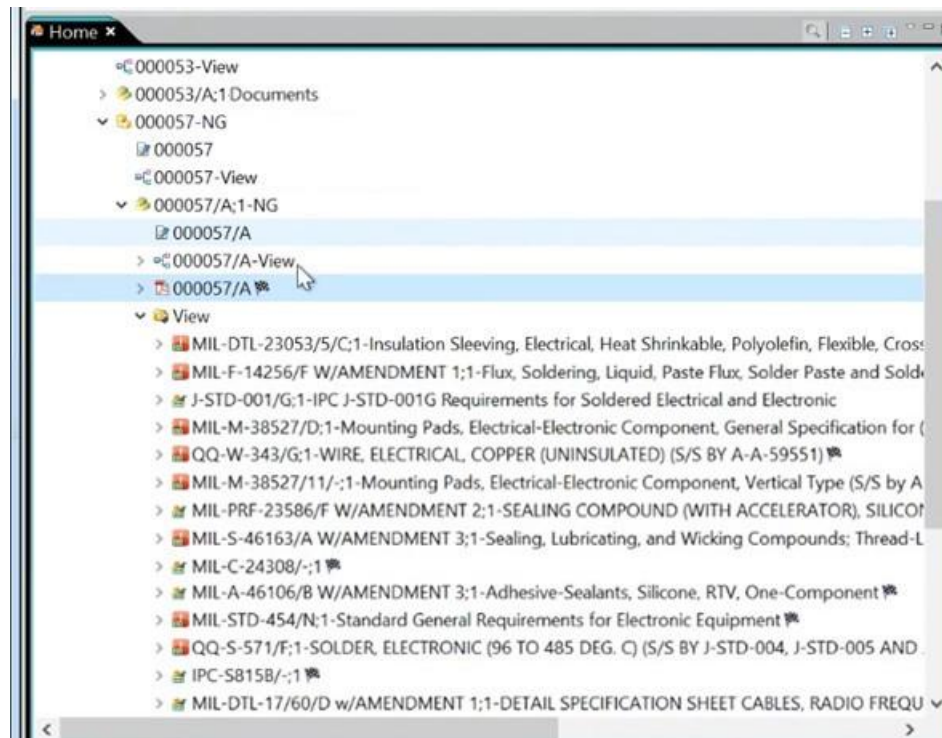 Home
000053-View
000053/A;1 Documents
000057-NG
000057
000057-View
000057/A;1-NG
000057/A
000057/A-View
000057/A
View
MIL-DTL-23053/5/C;1-Insulation Sleeving, Electrical, Heat Shrinkable, Polyolefin, Flexible, Cross
MIL-F-14256/F W/AMENDMENT 1;1-Flux, Soldering, Liquid, Paste Flux, Solder Paste and Solde
J-STD-001/G;1-IPC J-STD-001G Requirements for Soldered Electrical and Electronic
MIL-M-38527/D;1-Mounting Pads, Electrical-Electronic Component, General Specification for (
QQ-W-343/G;1-WIRE, ELECTRICAL, COPPER (UNINSULATED) (S/S BY A-A-59551)
MIL-M-38527/11/-;1-Mounting Pads, Electrical-Electronic Component, Vertical Type (S/S by A
MIL-PRF-23586/F W/AMENDMENT 2;1-SEALING COMPOUND (WITH ACCELERATOR), SILICON
MIL-S-46163/A W/AMENDMENT 3;1-Sealing, Lubricating, and Wicking Compounds; Thread-L
MIL-C-24308/-;1
MIL-A-46106/B W/AMENDMENT 3;1-Adhesive-Sealants, Silicone, RTV, One-Component
MIL-STD-454/N;1-Standard General Requirements for Electronic Equipment
QQ-S-571/F;1-SOLDER, ELECTRONIC (96 TO 485 DEG. C) (S/S BY J-STD-004, J-STD-005 AND
IPC-S815B/-;1
MIL-DTL-17/60/D w/AMENDMENT 1;1-DETAIL SPECIFICATION SHEET CABLES, RADIO FREQU